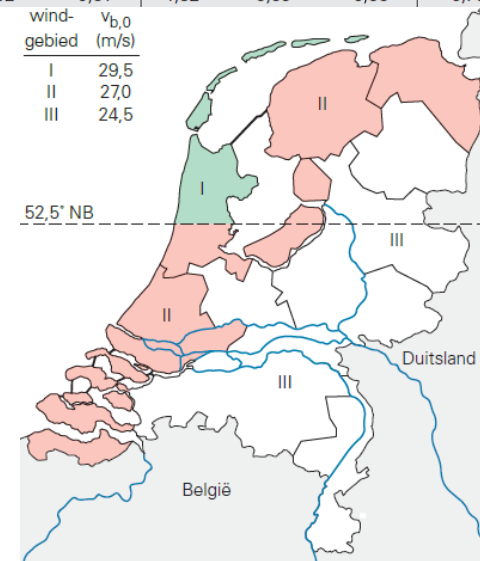 wind- v b,0
gebied (m/s)
I 29,5
II 27,0
III 24,5
II
I
52,5° NB
III
II
Duitsland
III
België